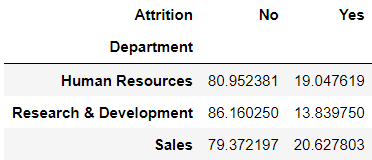 Attrition No Yes
Department
Human Resources 80.952381 19.047619
Research & Development 86.160250 13.839750
Sales 79.372197 20.627803